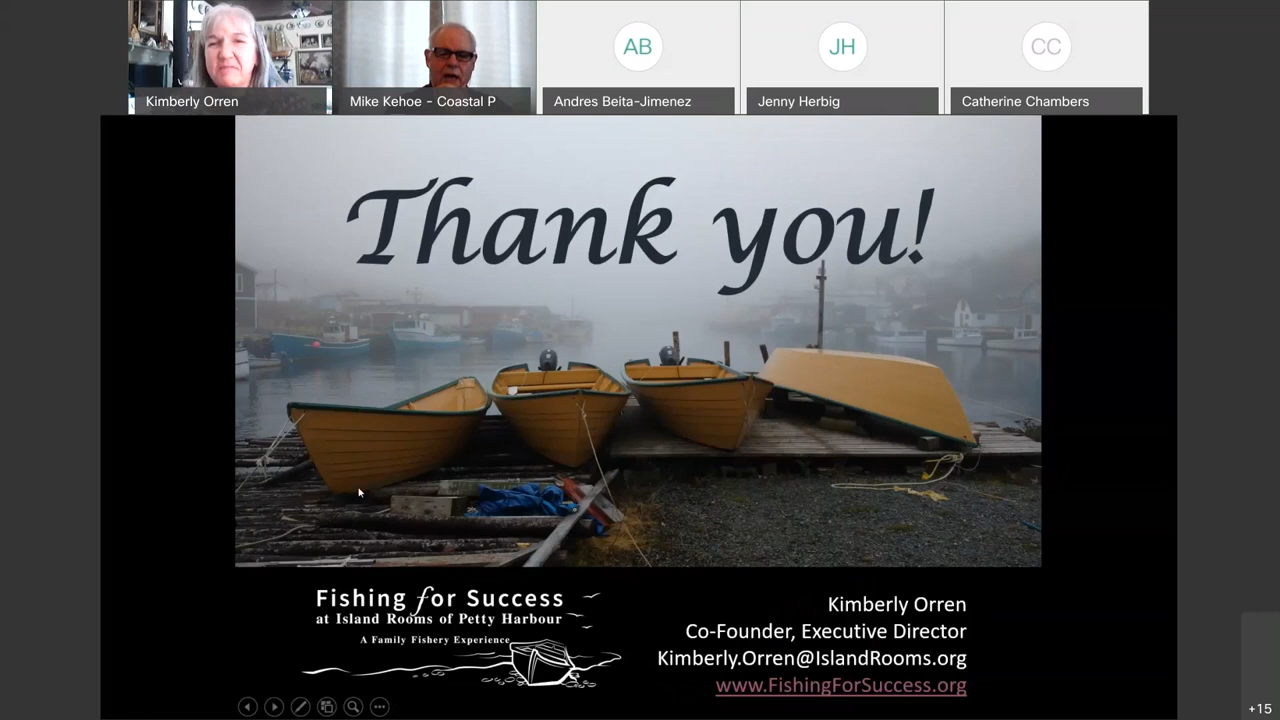 AB
JH
CC
Kimberly Orren
Mike Kehoe - Coastal P
Andres Beita-Jimenez
Jenny Herbig
Catherine Chambers
Thank you!
Fishing for Success
at Island Rooms of Petty Harbour
A Family Fishery Experience
Kimberly Orren
Co-Founder, Executive Director
Kimberly.Orren@IslandRooms.org
www.FishingForSuccess.org
+15